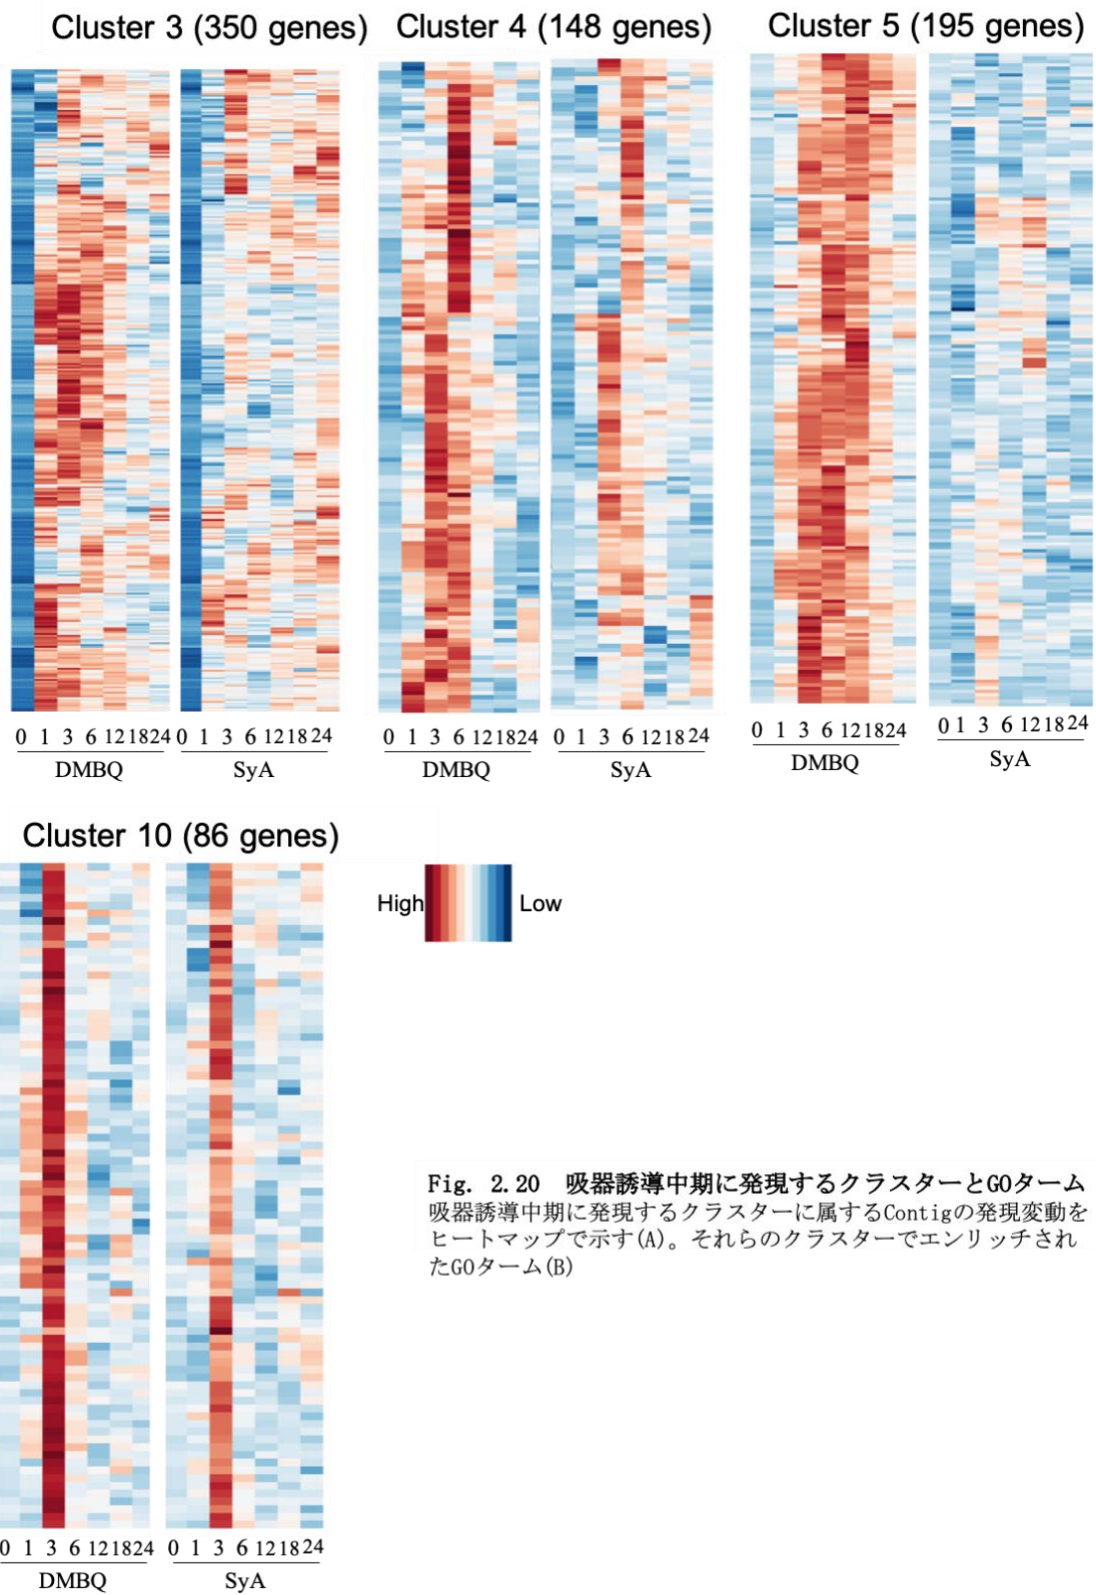 Cluster 3 (350 genes) Cluster 4 (148 genes) Cluster 5 (195 genes)
0 1 3 6 12 18 24 0 1 3 6 12 18 24
DMBQ SyA
0 1 3 6 12 18 24 0 1 3 6 12 18 24
DMBQ SyA
0 1 3 6 12 18 24 0 1 3 6 12 18 24
DMBQ SyA
Cluster 10 (86 genes)
High Low
0 1 3 6 12 18 24 0 1 3 6 12 18 24
DMBQ SyA
Fig. 2.20 吸器誘導中期に発現するクラスターとGOターム
吸器誘導中期に発現するクラスターに属するContigの発現変動を
ヒートマップで示す(A)。それらのクラスターでエンリッチされ
たGOターム(B)